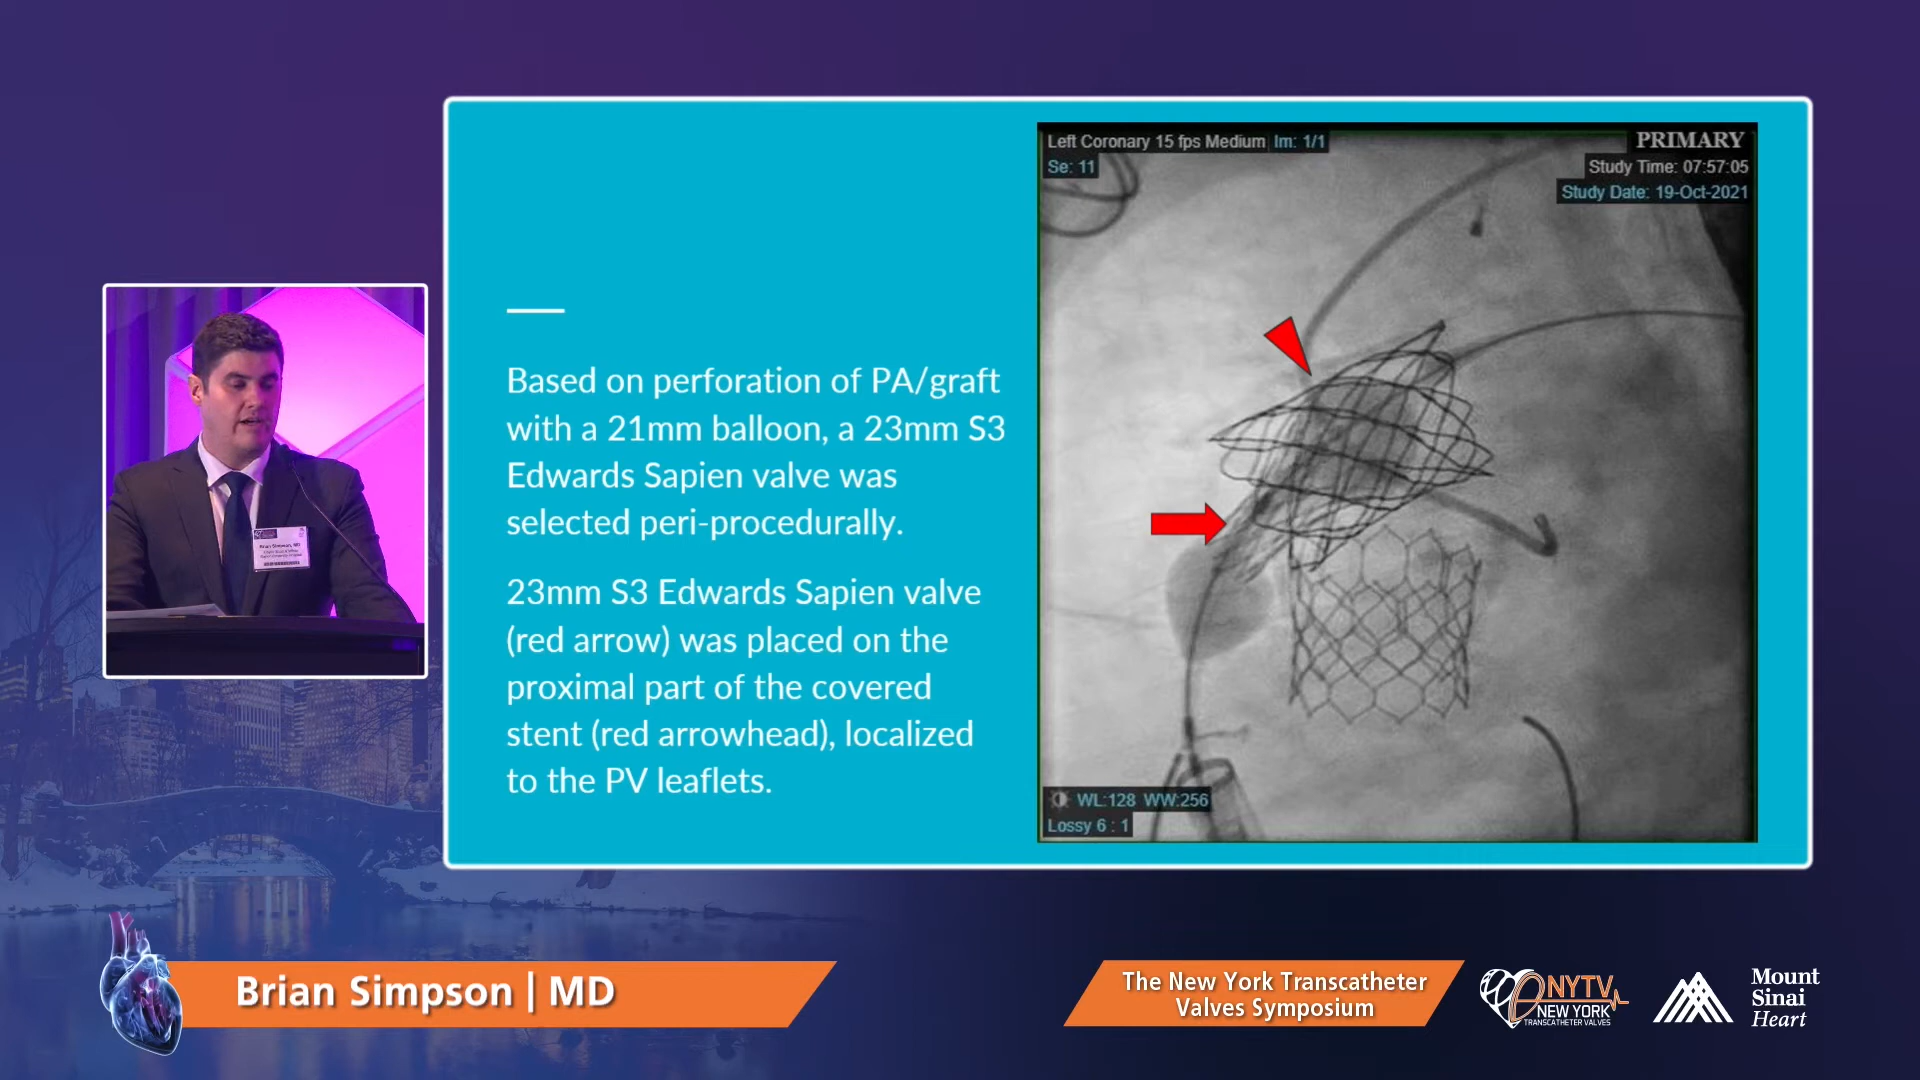 Left Coronary 15 fps Medium Im: 1/1
Se: 11
PRIMARY
Study Time: 07:57:05
Study Date: 19-Oct-2021
Based on perforation of PA/graft
with a 21mm balloon, a 23mm S3
Edwards Sapien valve was
selected peri-procedurally.
23mm S3 Edwards Sapien valve
(red arrow) was placed on the
proximal part of the covered
stent (red arrowhead), localized
to the PV leaflets.
WL:128 WW:256
Lossy 6 : 1
Brian Simpson, MD
Brian Simpson | MD
The New York Transcatheter
Valves Symposium
NYTV
NEW YORK
TRANSCATHETER VALVES
Mount
Sinai
Heart